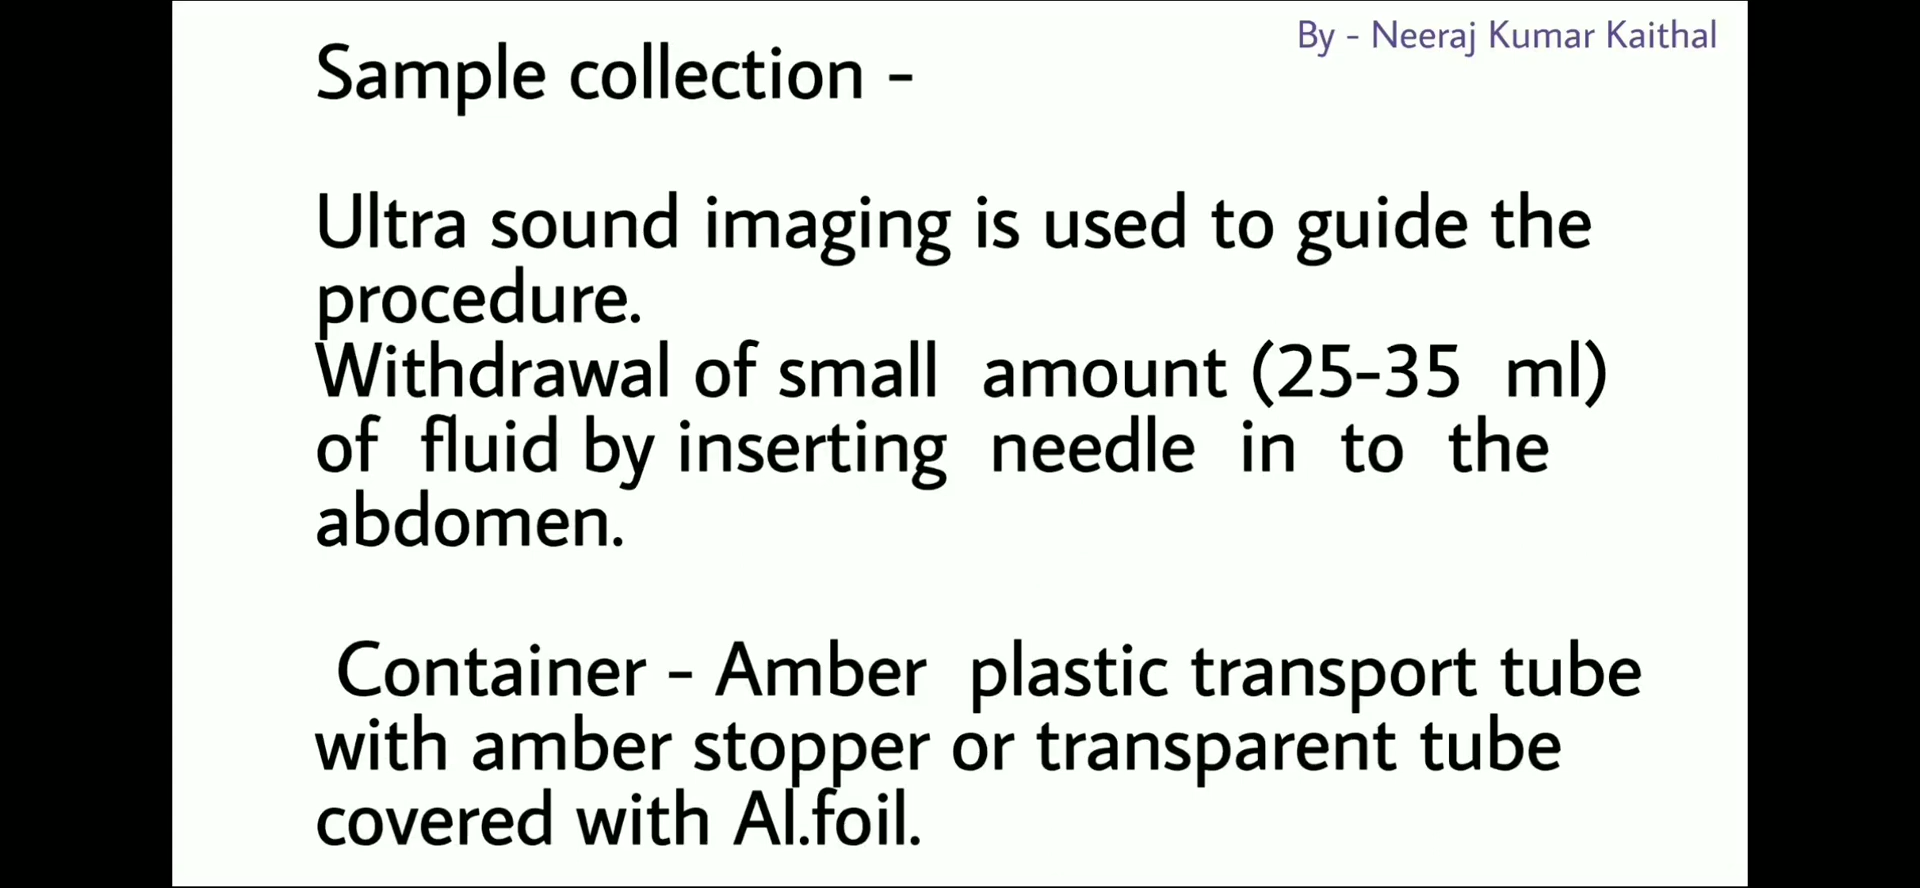 By - Neeraj Kumar Kaithal
Sample collection -
Ultra sound imaging is used to guide the
procedure.
Withdrawal of small amount (25-35 ml)
of fluid by inserting needle in to the
abdomen.
Container - Amber plastic transport tube
with amber stopper or transparent tube
covered with Al.foil.